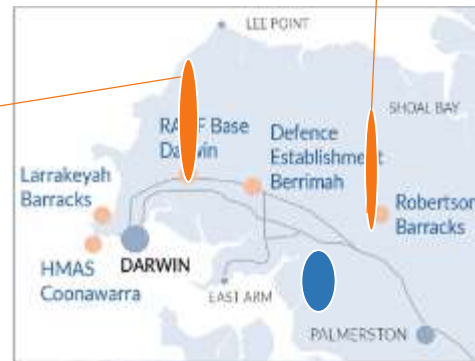 LEE POINT
SHOAL BAY
RAAF Base
Darwin
Defence
Establishment
Berrimah
Larrakeyah
Barracks
Robertson
Barracks
DARWIN
HMAS
Coonawarra
EAST ARM
PALMERSTON